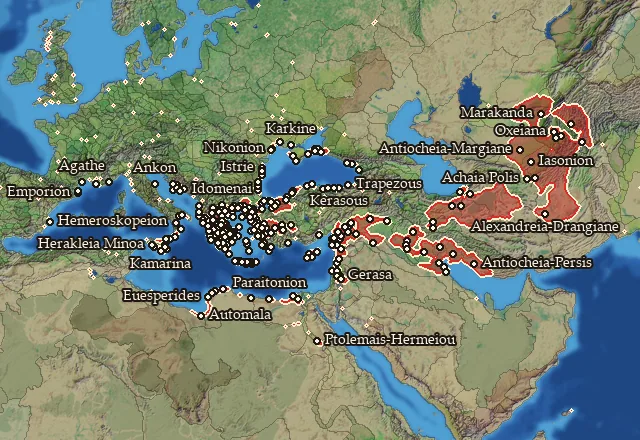 Marakanda
Oxeiana
Karkine
Nikonion
Antiocheia-Margiane
Agathe
Ankon
Istrie
Iasonion
Emporion
Idomenai
Trapezous
Achaia Polis
Kerasous
Hemeroskopeion
Alexandreia-Drangiane
Herakleia Minoa
Kamarina
Antiocheia-Persis
Gerasa
Paraitonion
Euesperides
Automala
Ptolemais-Hermeiou